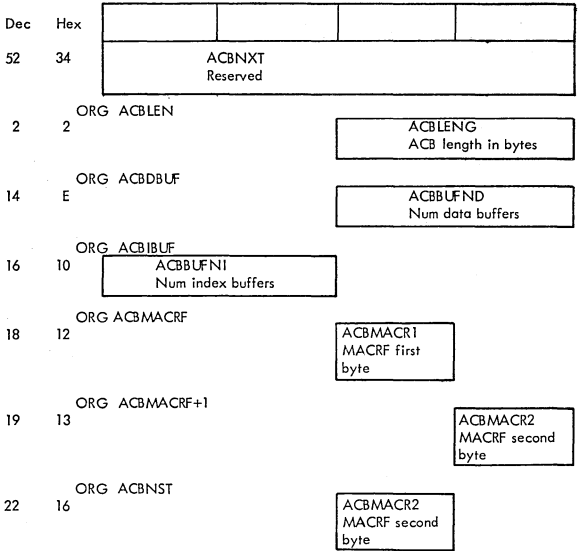 Dec Hex
52 34 ACBNXT
Reserved
ORG ACBLEN
2 2 ACBLENG
ACB length in bytes
ORG ACBDBUF
14 E ACBBUFND
Num data buffers
ORG ACBIBUF
16 10 ACBBUFNI
Num index buffers
ORG ACBMACRF
18 12 ACBMACR1
MACRF first
byte
ORG ACBMACRF+1
19 13 ACBMACR2
MACRF second
byte
ORG ACBNST
22 16 ACBMACR2
MACRF second
byte